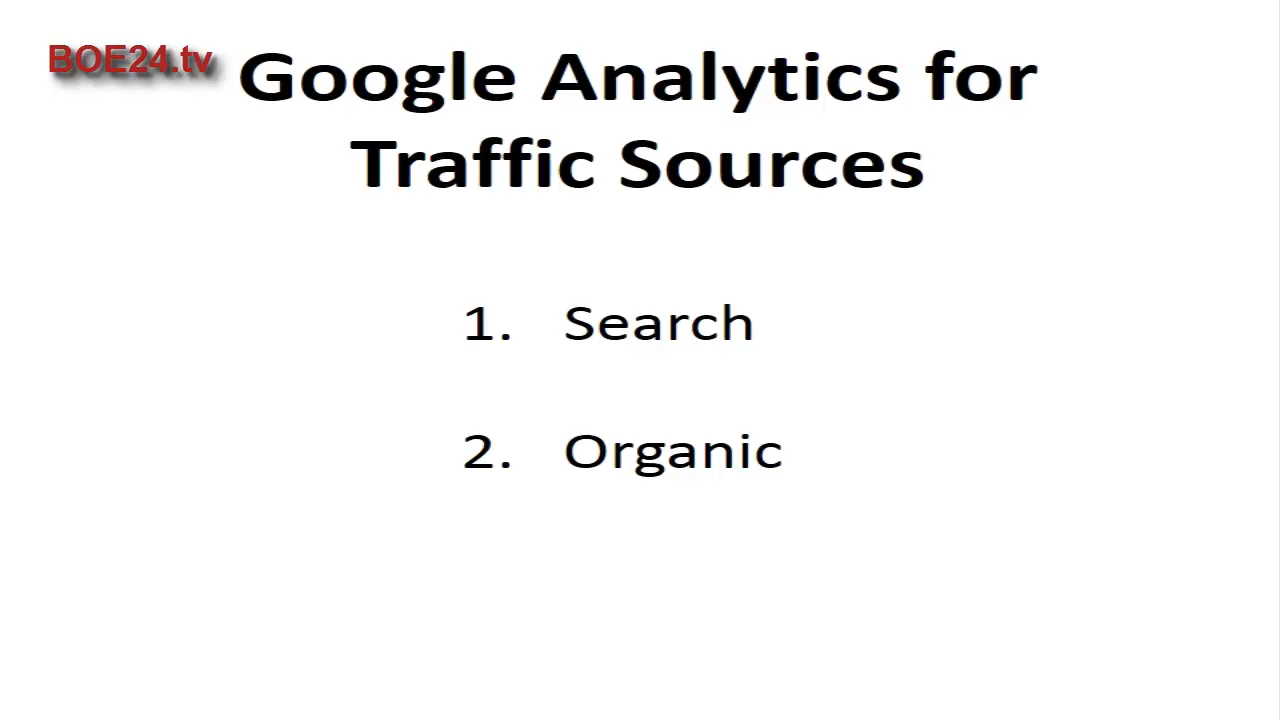 BOE24.tv
Google Analytics for
Traffic Sources
1. Search
2. Organic